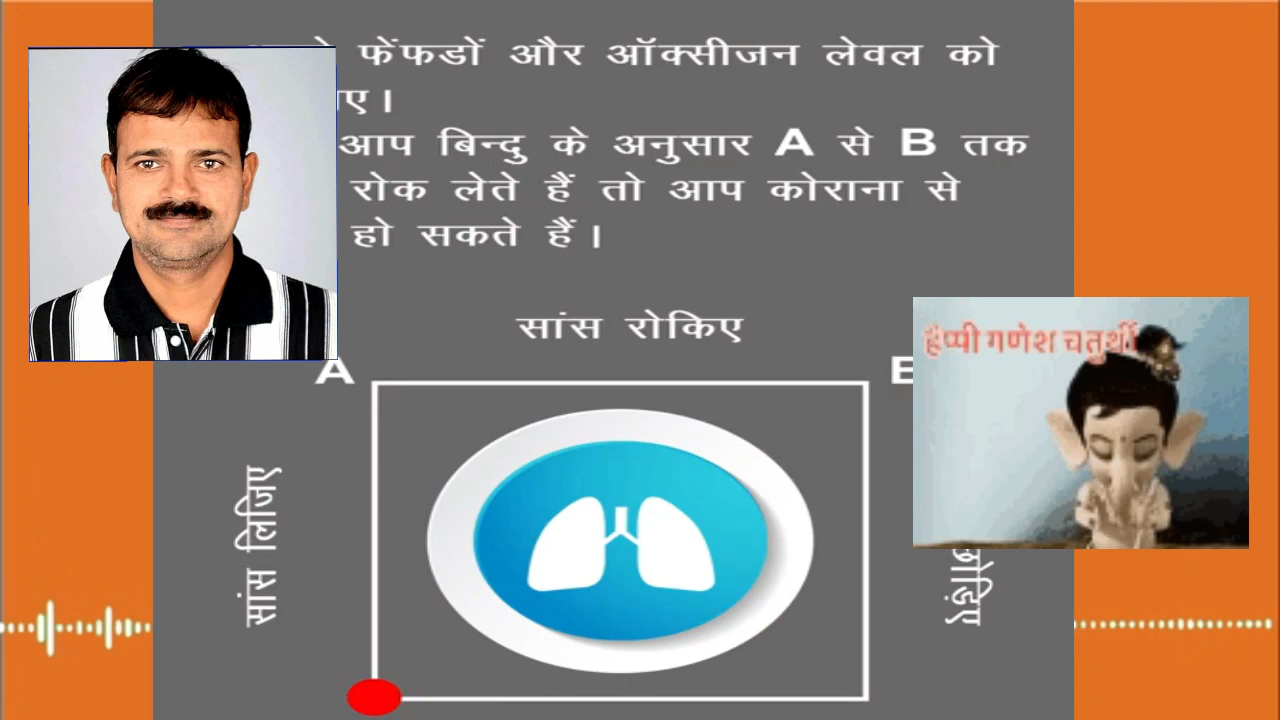 फेंफडों और ऑक्सीजन लेवल को
आप बिन्दु के अनुसार A से B तक
रोक लेते हैं तो आप कोराना से
हो सकते हैं।
सांस रोकिए
A
हैप्पी गणेश चतुर्थी
सांस लिजिए